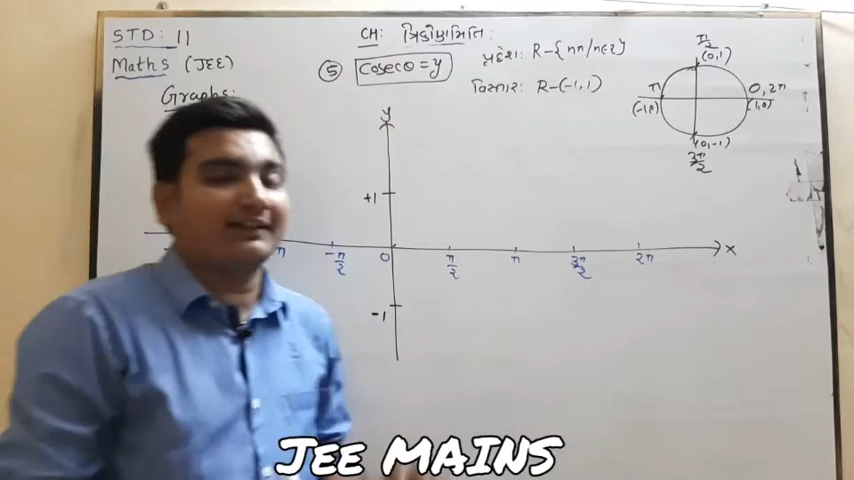 STD: 11
CH: ત્રિકોણમિતિ:
Maths (JEE)
⑤ Cosec θ = y
પ્રદેશ: R-{nπ/n∈Z}
વિસ્તાર: R-(-1,1)
Graphs:
π/2
(0,1)
π
0, 2π
(-1,0)
(1,0)
(0,-1)
3π/2
y
+1
π
-π/2
0
π/2
π
3π/2
2π
x
-1
JEE MAINS